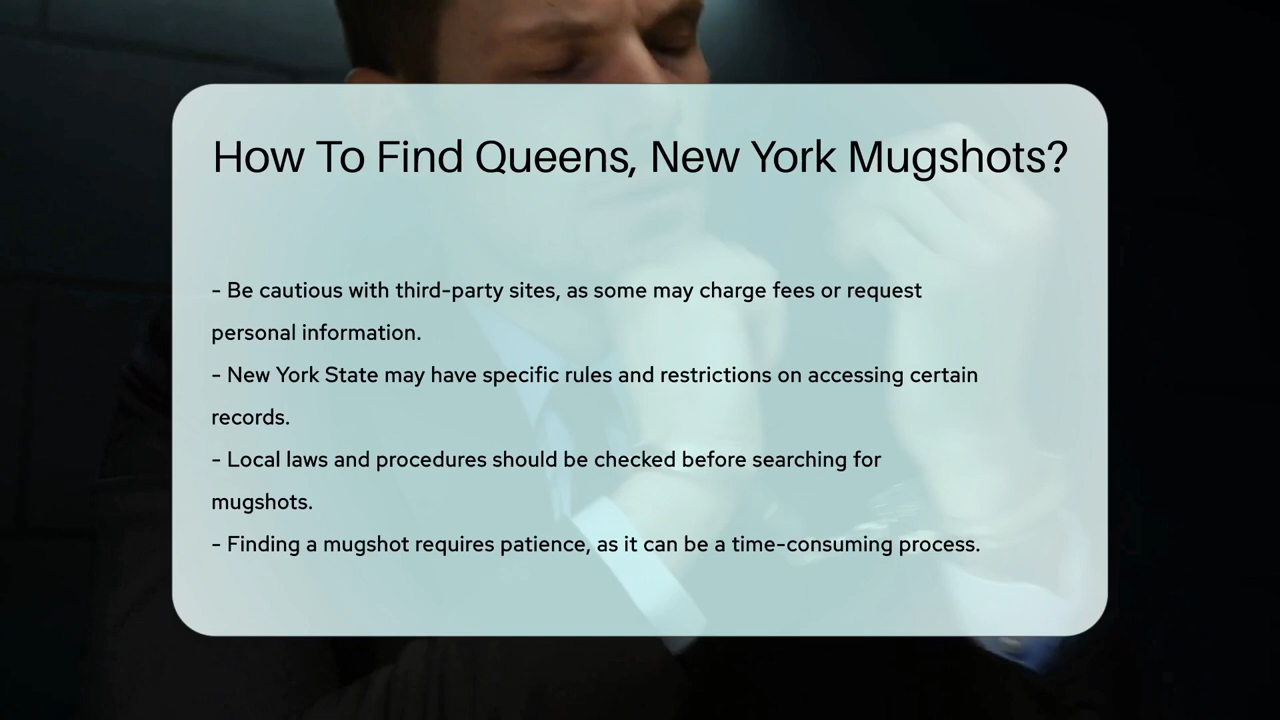 How To Find Queens, New York Mugshots?
- Be cautious with third-party sites, as some may charge fees or request
personal information.
- New York State may have specific rules and restrictions on accessing certain
records.
- Local laws and procedures should be checked before searching for
mugshots.
- Finding a mugshot requires patience, as it can be a time-consuming process.